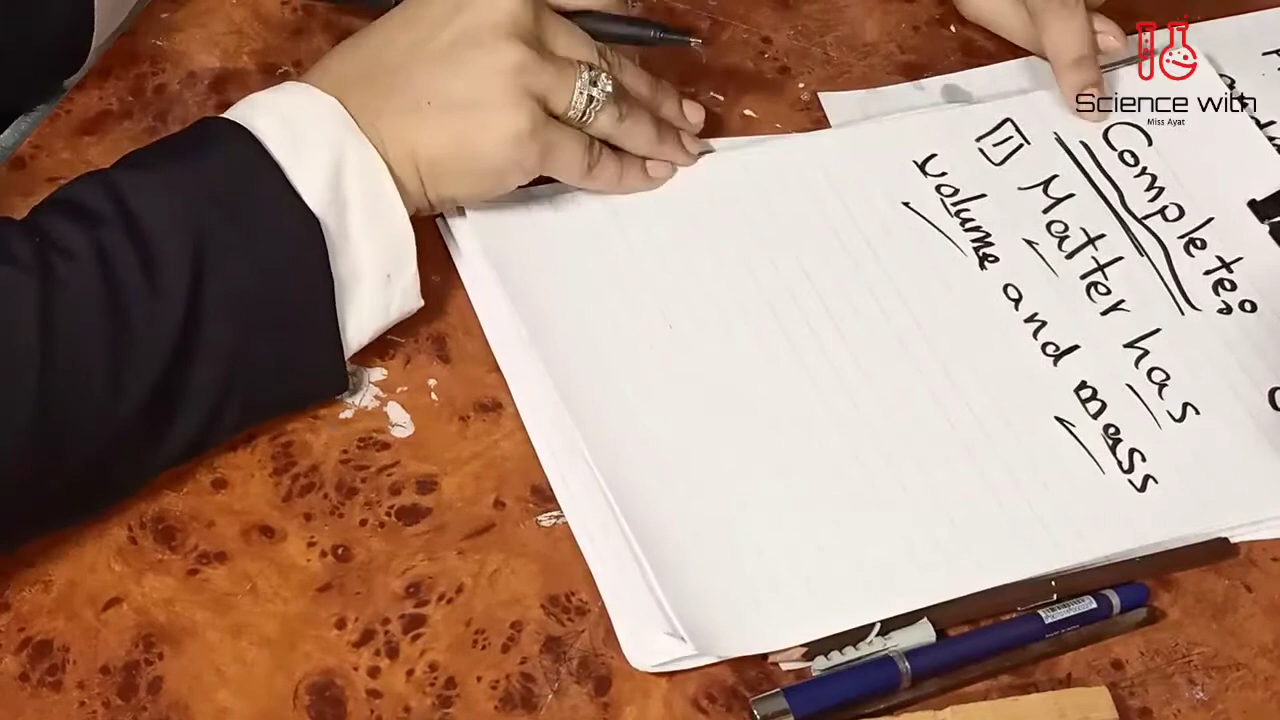 Science with
Miss Ayat
Complete:
1 Matter has
volume and mass